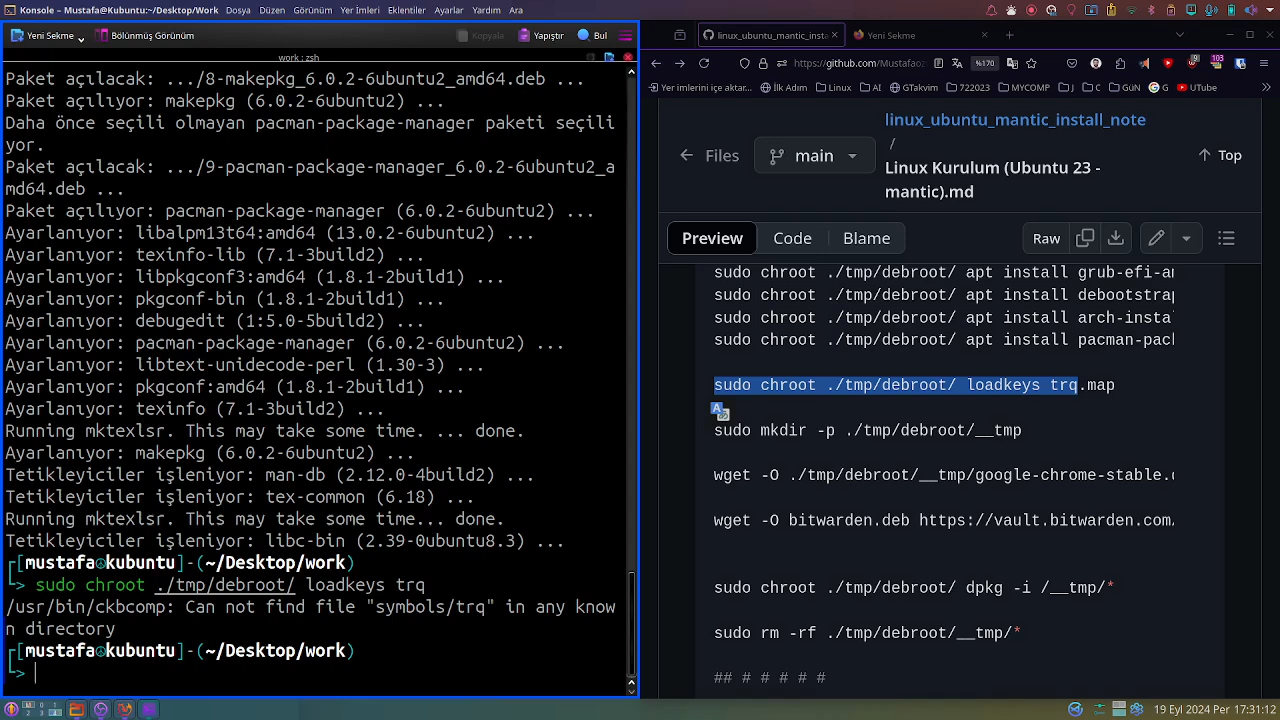 Konsole – Mustafa@Kubuntu:~/Desktop/Work
Dosya
Düzen
Görünüm
Yer İmleri
Eklentiler
Ayarlar
Yardım
Ara
Yeni Sekme
Bölünmüş Görünüm
Kopyala
Yapıştır
Bul
work : zsh
Paket açılacak: .../8-makepkg_6.0.2-6ubuntu2_amd64.deb ...
Paket açılıyor: makepkg (6.0.2-6ubuntu2) ...
Daha önce seçili olmayan pacman-package-manager paketi seçili
yor.
Paket açılacak: .../9-pacman-package-manager_6.0.2-6ubuntu2_a
md64.deb ...
Paket açılıyor: pacman-package-manager (6.0.2-6ubuntu2) ...
Ayarlanıyor: libalpm13t64:amd64 (13.0.2-6ubuntu2) ...
Ayarlanıyor: texinfo-lib (7.1-3build2) ...
Ayarlanıyor: libpkgconf3:amd64 (1.8.1-2build1) ...
Ayarlanıyor: pkgconf-bin (1.8.1-2build1) ...
Ayarlanıyor: debugedit (1:5.0-5build2) ...
Ayarlanıyor: pacman-package-manager (6.0.2-6ubuntu2) ...
Ayarlanıyor: libtext-unidecode-perl (1.30-3) ...
Ayarlanıyor: pkgconf:amd64 (1.8.1-2build1) ...
Ayarlanıyor: texinfo (7.1-3build2) ...
Running mktexlsr. This may take some time. ... done.
Ayarlanıyor: makepkg (6.0.2-6ubuntu2) ...
Tetikleyiciler işleniyor: man-db (2.12.0-4build2) ...
Tetikleyiciler işleniyor: tex-common (6.18) ...
Running mktexlsr. This may take some time... done.
Tetikleyiciler işleniyor: libc-bin (2.39-0ubuntu8.3) ...
┌[mustafa☮kubuntu]-(~/Desktop/work)
└> sudo chroot ./tmp/debroot/ loadkeys trq
/usr/bin/ckbcomp: Can not find file "symbols/trq" in any know
n directory
┌[mustafa☮kubuntu]-(~/Desktop/work)
└>
linux_ubuntu_mantic_insta
Yeni Sekme
https://github.com/Mustafaoz
%170
103
Yer imlerini içe aktar...
İlk Adım
Linux
AI
GTakvim
722023
MYCOMP
J
C
GüN
G
UTube
linux_ubuntu_mantic_install_note
/
Linux Kurulum (Ubuntu 23 -
mantic).md
Files
main
Top
Preview
Code
Blame
Raw
sudo chroot ./tmp/debroot/ apt install grub-efi-am
sudo chroot ./tmp/debroot/ apt install debootstrap
sudo chroot ./tmp/debroot/ apt install arch-instal
sudo chroot ./tmp/debroot/ apt install pacman-pack
sudo chroot ./tmp/debroot/ loadkeys trq.map
sudo mkdir -p ./tmp/debroot/__tmp
wget -O ./tmp/debroot/__tmp/google-chrome-stable.d
wget -O bitwarden.deb https://vault.bitwarden.com/
sudo chroot ./tmp/debroot/ dpkg -i /__tmp/*
sudo rm -rf ./tmp/debroot/__tmp/*
## # # # # #
19 Eyl 2024 Per 17:31:12